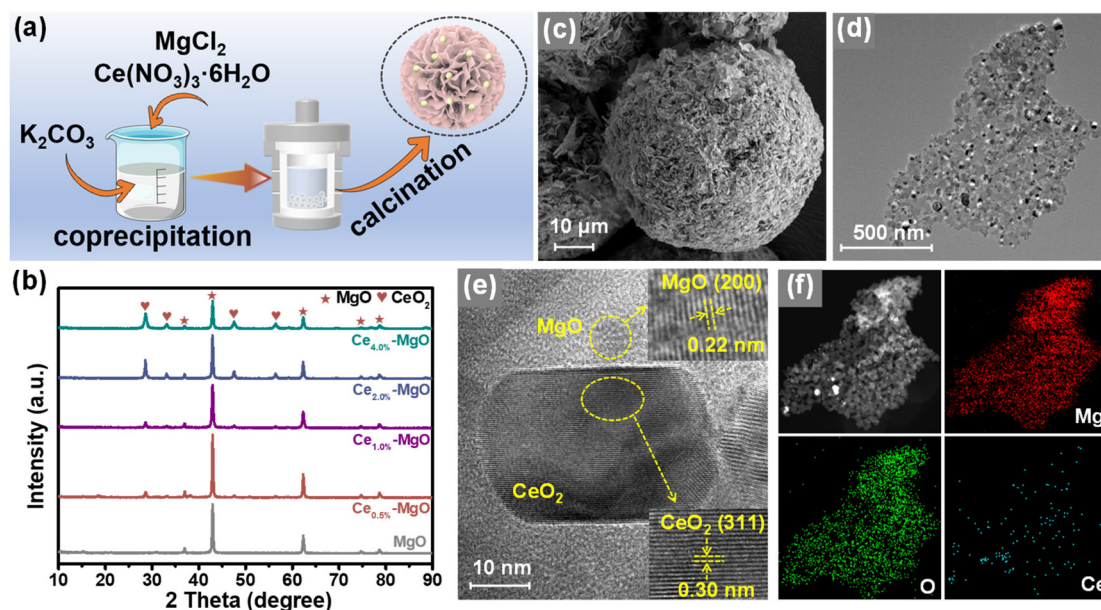 (a)
MgCl₂
Ce(NO₃)₃·6H₂O
K₂CO₃
coprecipitation
calcination
(b)
Intensity (a.u.)
★ MgO ♥ CeO₂
Ce₄.₀%-MgO
Ce₂.₀%-MgO
Ce₁.₀%-MgO
Ce₀.₅%-MgO
MgO
10 20 30 40 50 60 70 80 90
2 Theta (degree)
(c)
10 µm
(d)
500 nm
(e)
MgO (200)
0.22 nm
MgO
CeO₂
CeO₂ (311)
0.30 nm
10 nm
(f)
Mg
O
Ce